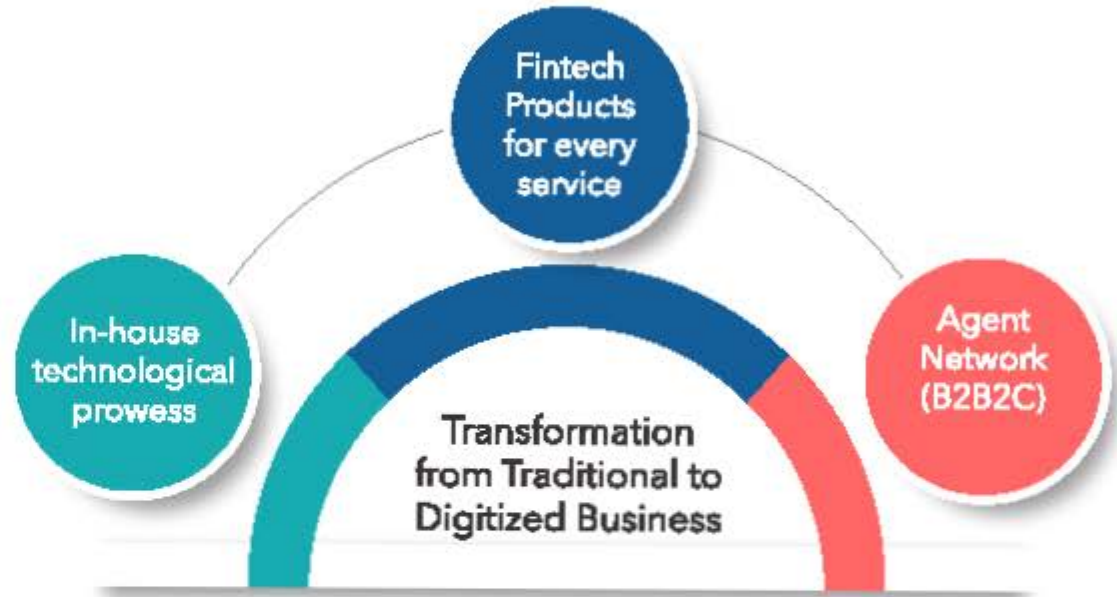 Fintech
Products
for every
service
In-house
technological
prowess
Agent
Network
(B2B2C)
Transformation
from Traditional to
Digitized Business